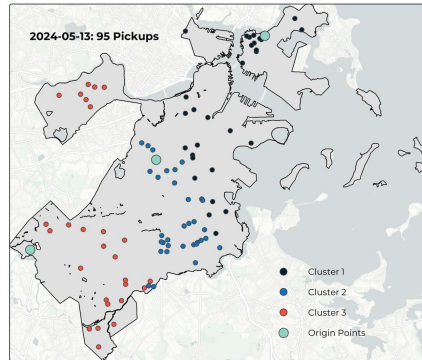 2024-05-13: 95 Pickups
Cluster 1
Cluster 2
Cluster 3
Origin Points